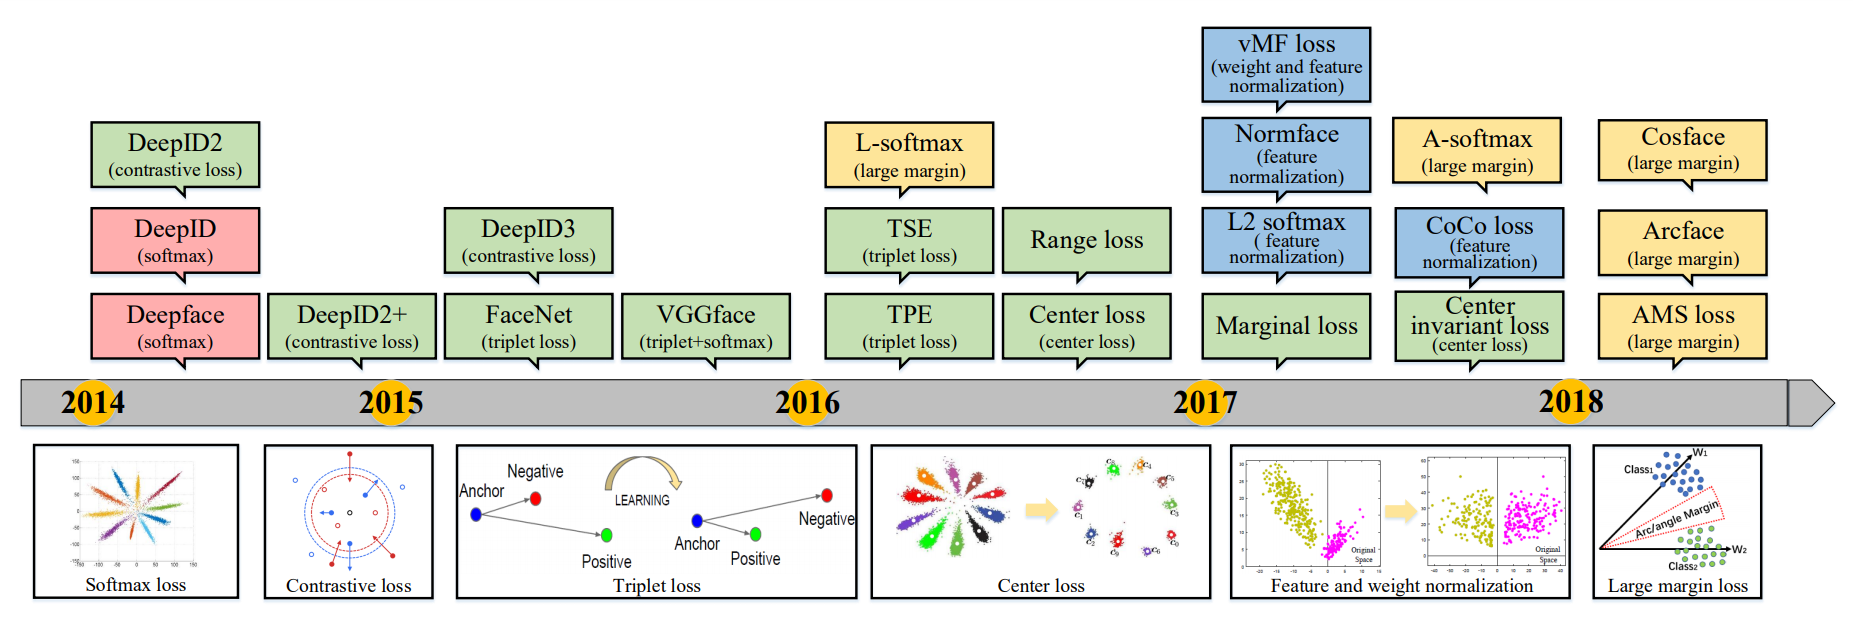 vMF loss
(weight and feature
normalization)
DeepID2
(contrastive loss)
L-softmax
(large margin)
Normface
(feature
normalization)
A-softmax
(large margin)
Cosface
(large margin)
DeepID
(softmax)
DeepID3
(contrastive loss)
TSE
(triplet loss)
Range loss
L2 softmax
( feature
normalization)
CoCo loss
(feature
normalization)
Arcface
(large margin)
Deepface
(softmax)
DeepID2+
(contrastive loss)
FaceNet
(triplet loss)
VGGface
(triplet+softmax)
TPE
(triplet loss)
Center loss
(center loss)
Marginal loss
Center
invariant loss
(center loss)
AMS loss
(large margin)
2014
2015
2016
2017
2018
Softmax loss
Contrastive loss
Anchor
Negative
Positive
LEARNING
Anchor
Negative
Positive
Triplet loss
Center loss
Original
Space
Original
Space
Feature and weight normalization
W1
Class1
Arc/angle Margin
W2
Class2
Large margin loss